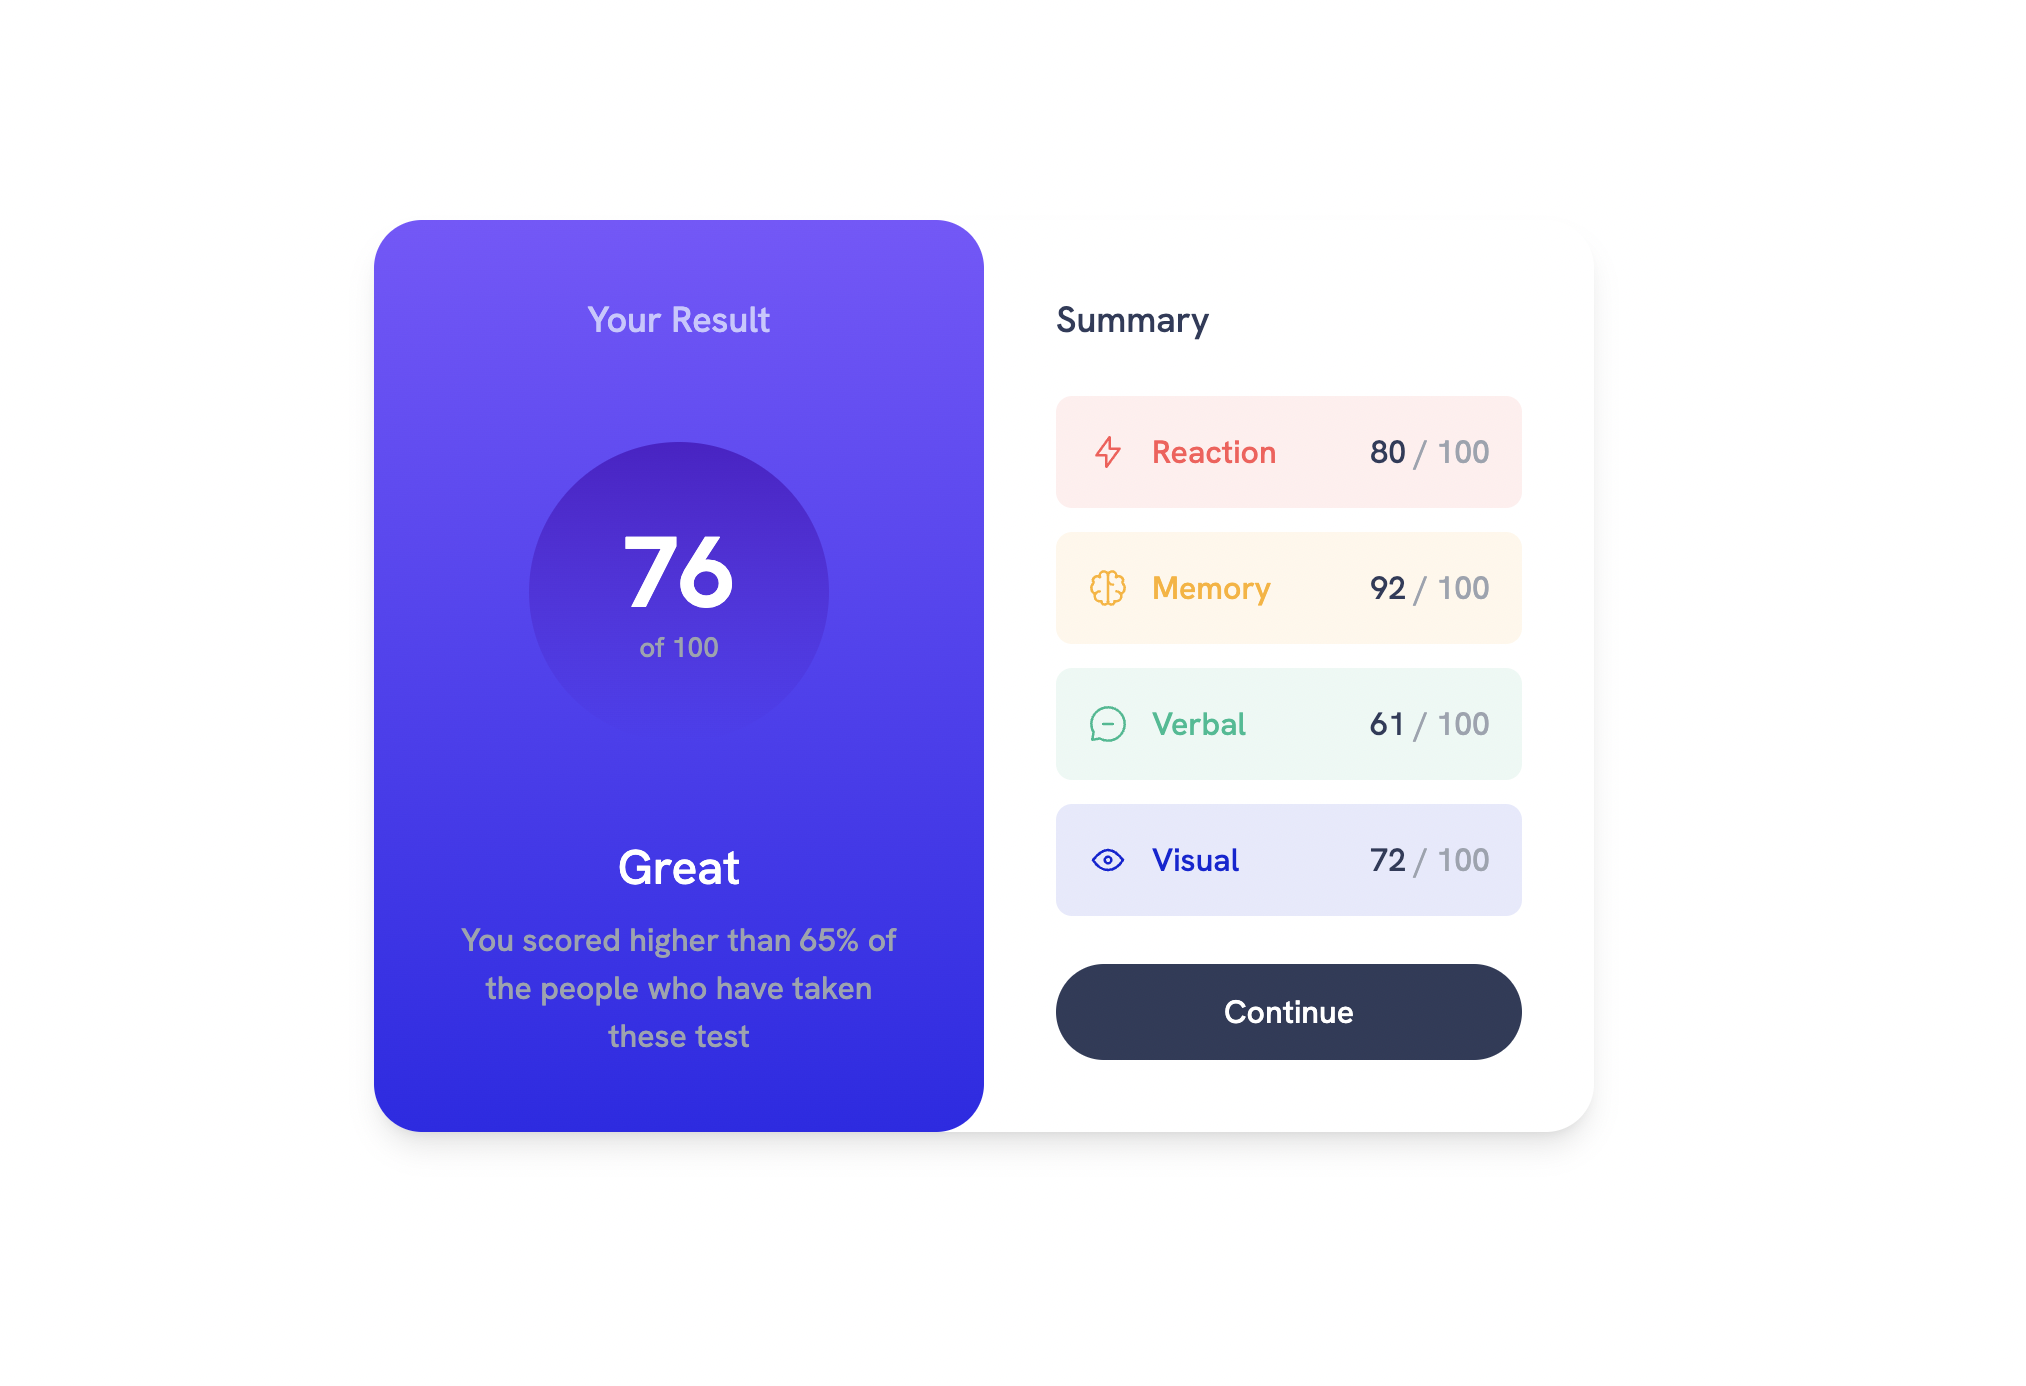 Your Result
76
of 100
Great
You scored higher than 65% of
the people who have taken
these test
Summary
Reaction 80 / 100
Memory 92 / 100
Verbal 61 / 100
Visual 72 / 100
Continue